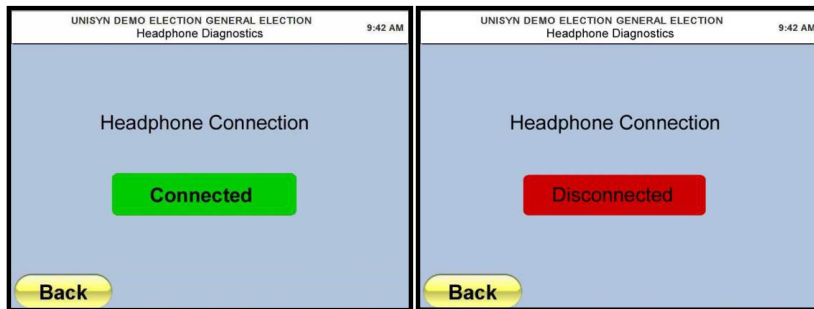 UNISYN DEMO ELECTION GENERAL ELECTION
Headphone Diagnostics
9:42 AM
Headphone Connection
Connected
Back
UNISYN DEMO ELECTION GENERAL ELECTION
Headphone Diagnostics
9:42 AM
Headphone Connection
Disconnected
Back